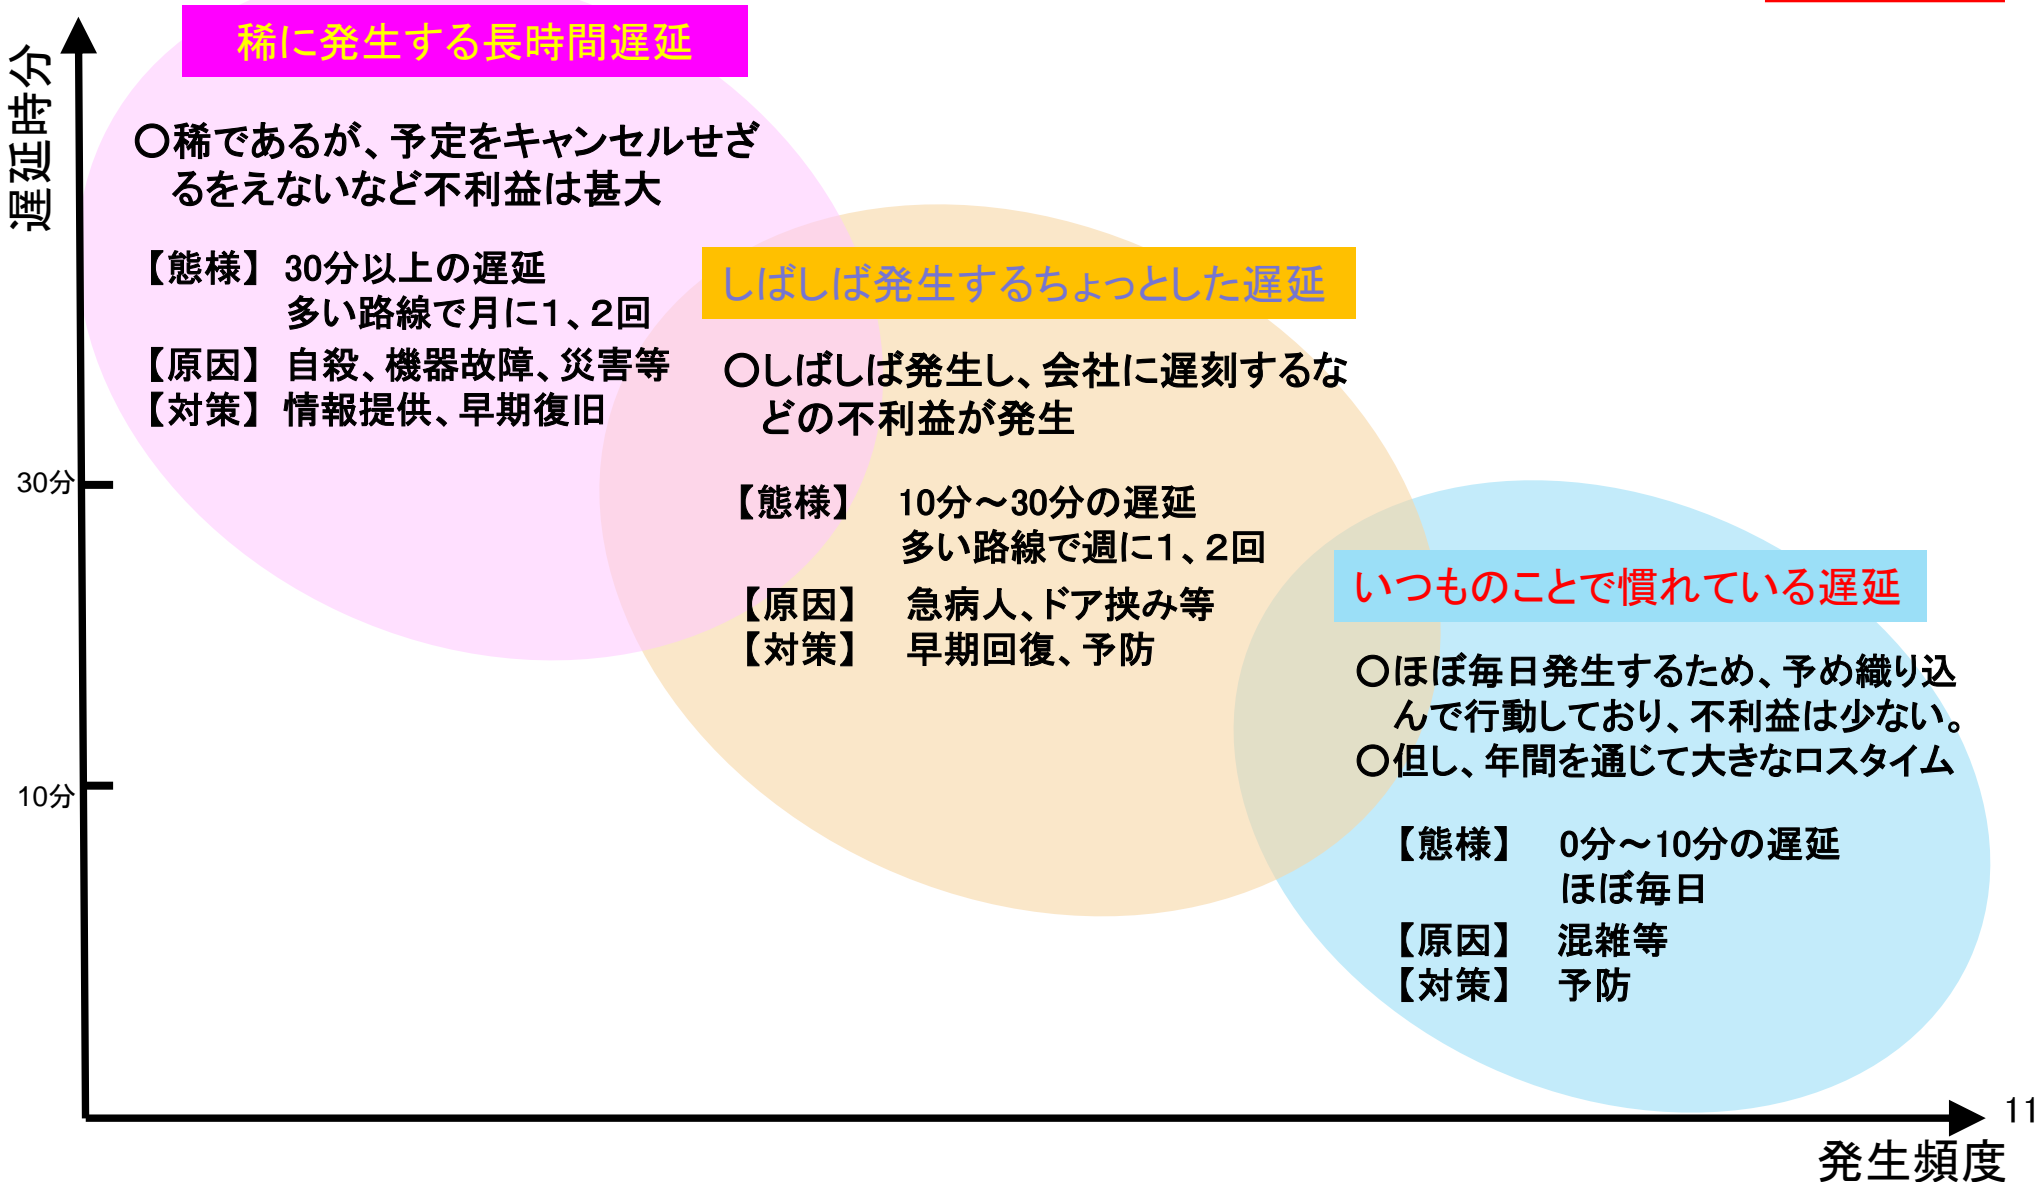 遅延時分
稀に発生する長時間遅延
○稀であるが、予定をキャンセルせざ
るをえないなど不利益は甚大
【態様】 30分以上の遅延
多い路線で月に１、２回
【原因】 自殺、機器故障、災害等
【対策】 情報提供、早期復旧
しばしば発生するちょっとした遅延
○しばしば発生し、会社に遅刻するな
どの不利益が発生
【態様】 10分～30分の遅延
多い路線で週に１、２回
【原因】 急病人、ドア挟み等
【対策】 早期回復、予防
いつものことで慣れている遅延
○ほぼ毎日発生するため、予め織り込
んで行動しており、不利益は少ない。
○但し、年間を通じて大きなロスタイム
【態様】 0分～10分の遅延
ほぼ毎日
【原因】 混雑等
【対策】 予防
30分
10分
発生頻度
11